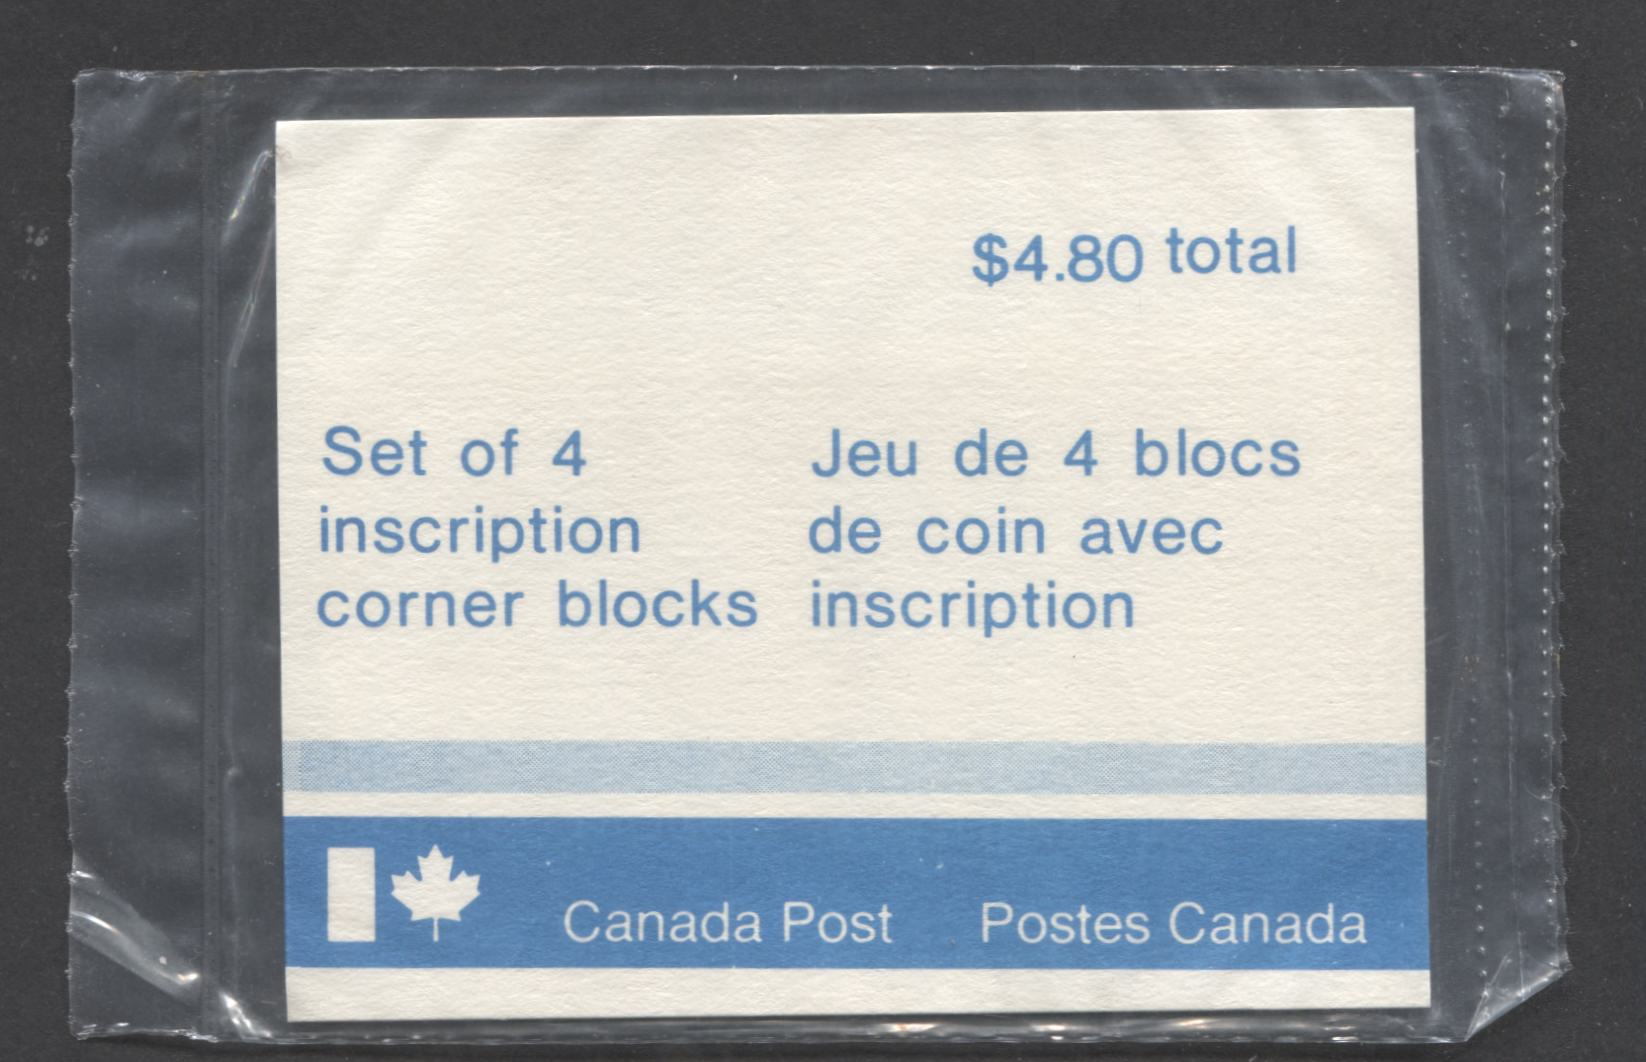 $4.80 total
Set of 4
inscription
corner blocks
Jeu de 4 blocs
de coin avec
inscription
Canada Post
Postes Canada